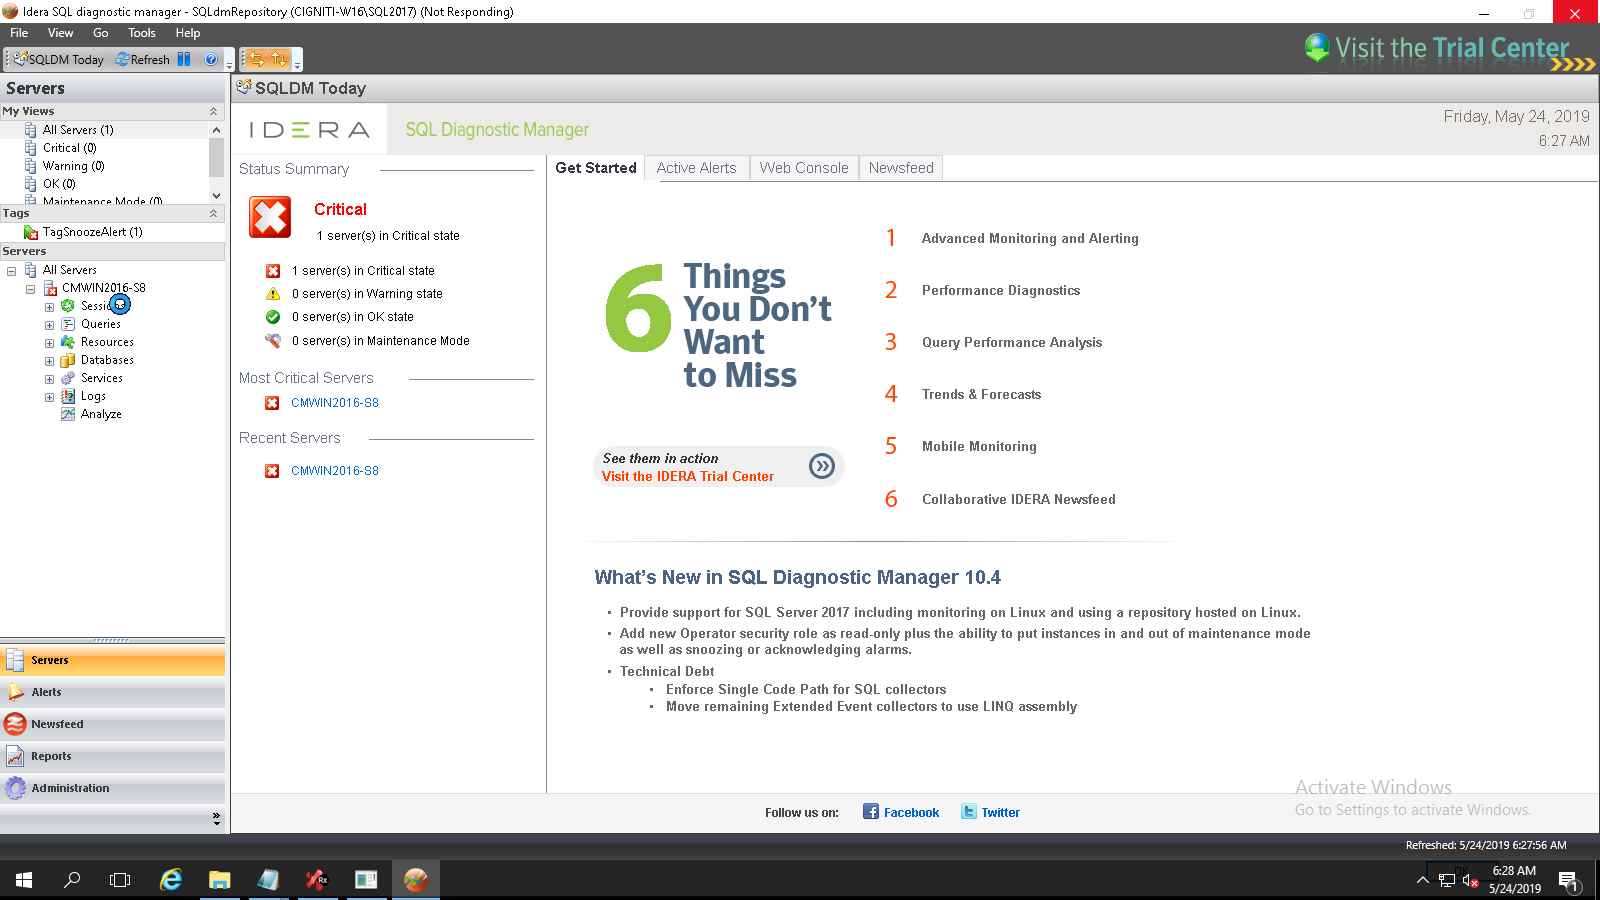 Idera SQL diagnostic manager - SQLdmRepository (CIGNITI-W16\SQL2017) (Not Responding)
File View Go Tools Help
SQLDM Today Refresh
Visit the Trial Center
Servers
My Views
All Servers (1)
Critical (0)
Warning (0)
OK (0)
Maintenance Mode (0)
Tags
TagSnoozeAlert (1)
Servers
All Servers
CMWIN2016-S8
Sessions
Queries
Resources
Databases
Services
Logs
Analyze
Servers
Alerts
Newsfeed
Reports
Administration
SQLDM Today
IDERA
SQL Diagnostic Manager
Friday, May 24, 2019
6:27 AM
Status Summary
Critical
1 server(s) in Critical state
1 server(s) in Critical state
0 server(s) in Warning state
0 server(s) in OK state
0 server(s) in Maintenance Mode
Most Critical Servers
CMWIN2016-S8
Recent Servers
CMWIN2016-S8
Get Started Active Alerts Web Console Newsfeed
6 Things
You Don't
Want
to Miss
See them in action
Visit the IDERA Trial Center
1 Advanced Monitoring and Alerting
2 Performance Diagnostics
3 Query Performance Analysis
4 Trends & Forecasts
5 Mobile Monitoring
6 Collaborative IDERA Newsfeed
What's New in SQL Diagnostic Manager 10.4
• Provide support for SQL Server 2017 including monitoring on Linux and using a repository hosted on Linux.
• Add new Operator security role as read-only plus the ability to put instances in and out of maintenance mode
as well as snoozing or acknowledging alarms.
• Technical Debt
• Enforce Single Code Path for SQL collectors
• Move remaining Extended Event collectors to use LINQ assembly
Activate Windows
Go to Settings to activate Windows.
Follow us on: Facebook Twitter
Refreshed: 5/24/2019 6:27:56 AM
6:28 AM
5/24/2019
1